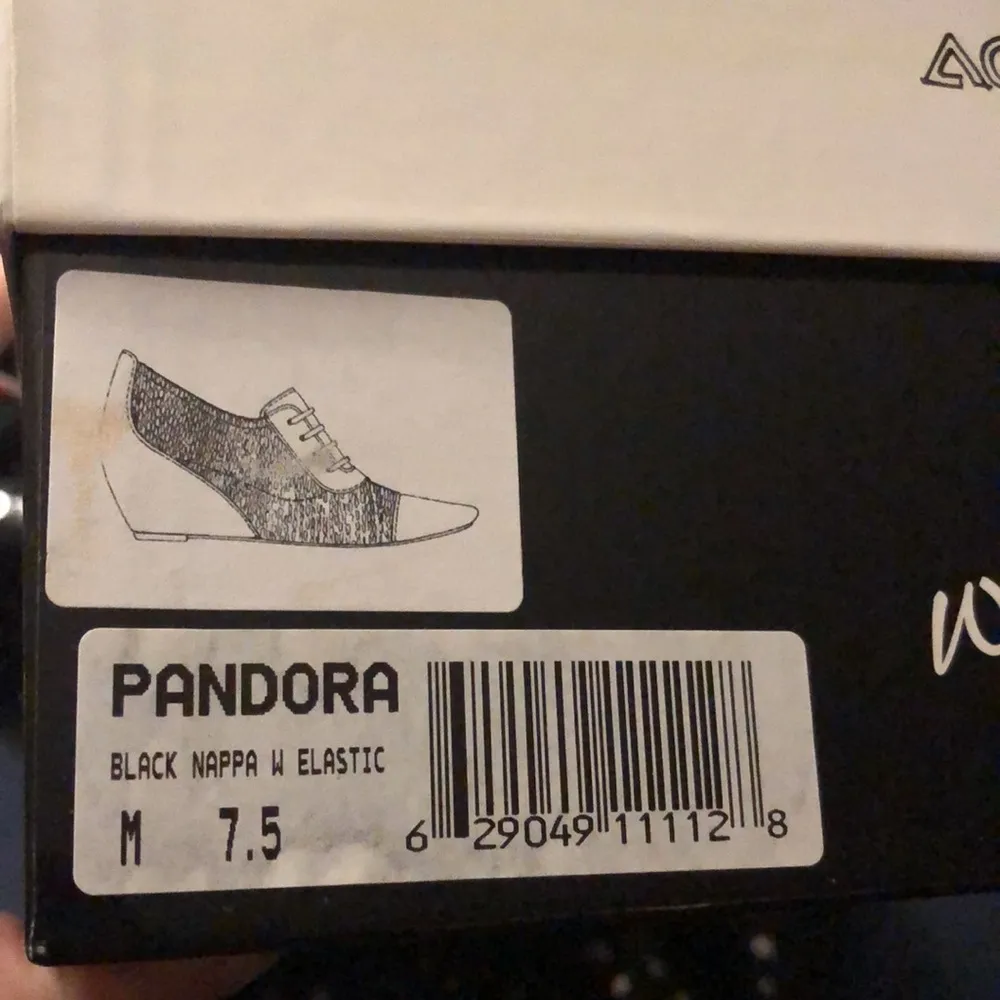 PANDORA
BLACK NAPPA W ELASTIC
M 7.5
6 29049 11112 8